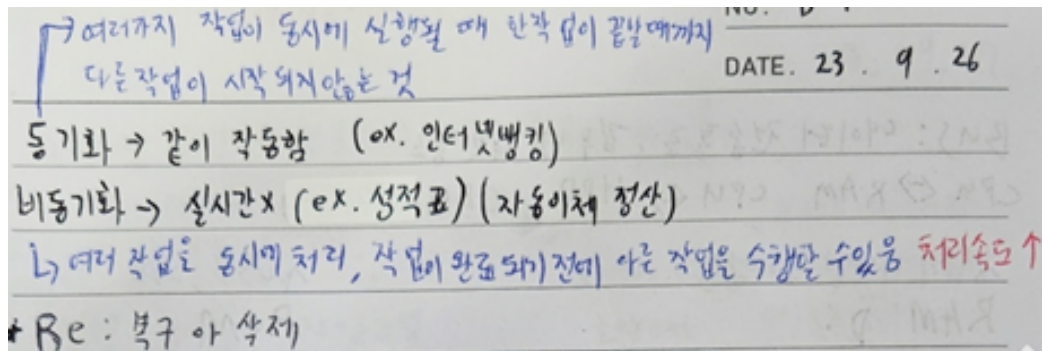 → 여러가지 작업이 동시에 실행될 때 한작업이 끝날때까지
다른작업이 시작되지않는 것
DATE. 23 . 9 . 26
동기화 → 같이 작동함 (ex. 인터넷뱅킹)
비동기화 → 실시간x (ex. 성적표) (자동이체 정산)
↳ 여러 작업을 동시에 처리, 작업이 완료되기전에 다른 작업을 수행할 수있음 처리속도↑
Re : 복구 삭제